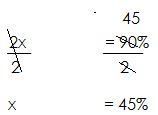 45
2x = 90%
2 2
x = 45%